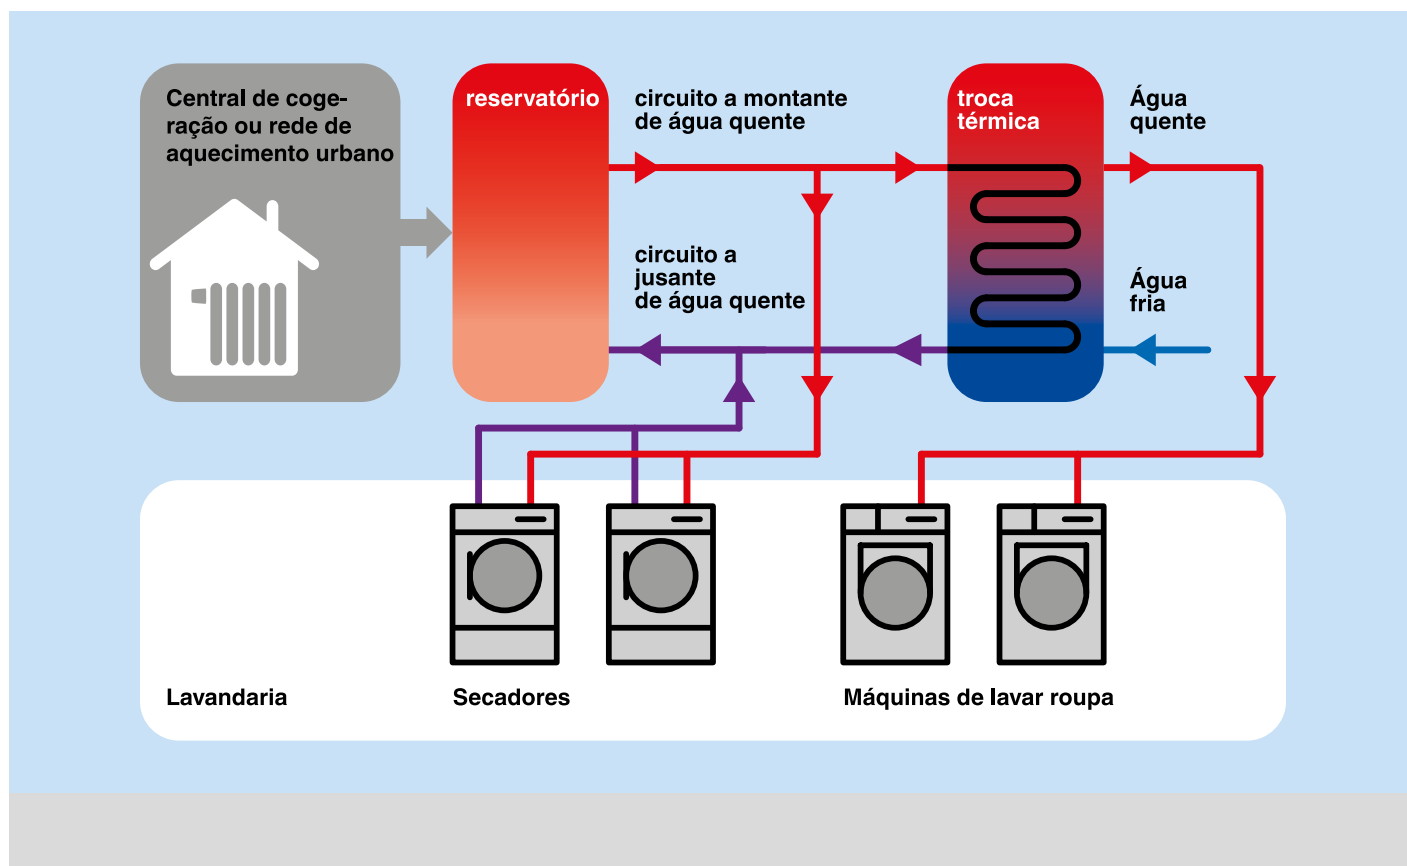 Central de coge-
ração ou rede de
aquecimento urbano
reservatório
circuito a montante
de água quente
troca
térmica
Água
quente
circuito a
jusante
de água quente
Água
fria
Lavandaria
Secadores
Máquinas de lavar roupa